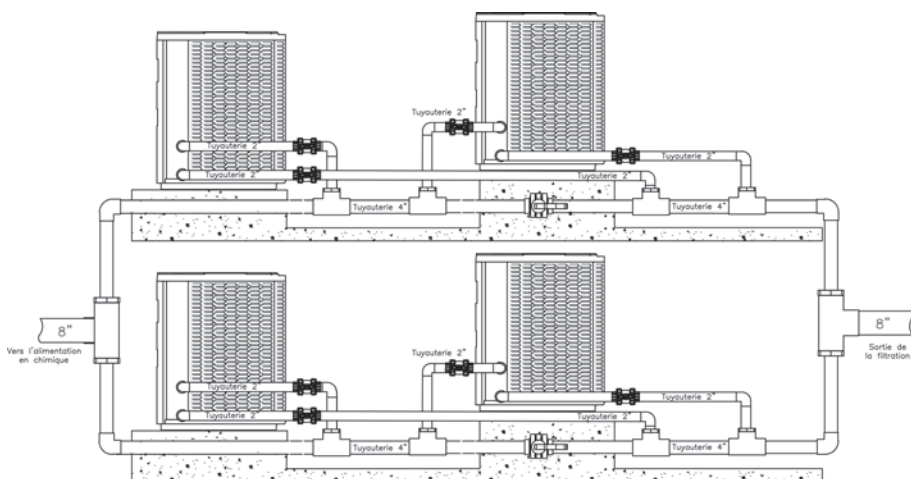 Tuyauterie 2"
Tuyauterie 2"
Tuyauterie 2"
Tuyauterie 2"
Tuyauterie 2"
Tuyauterie 4"
Tuyauterie 4"
8"
Vers l'alimentation
en chimique
8"
Sortie de
la filtration
Tuyauterie 2"
Tuyauterie 2"
Tuyauterie 2"
Tuyauterie 2"
Tuyauterie 2"
Tuyauterie 4"
Tuyauterie 4"